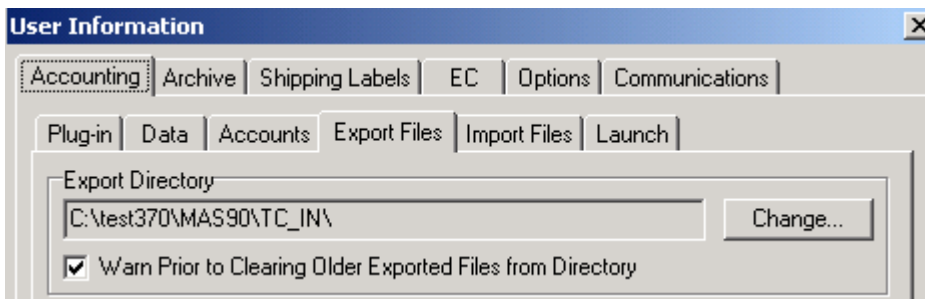 User Information
Accounting Archive Shipping Labels EC Options Communications
Plug-in Data Accounts Export Files Import Files Launch
Export Directory
C:\test370\MAS90\TC_IN\ Change...
Warn Prior to Clearing Older Exported Files from Directory